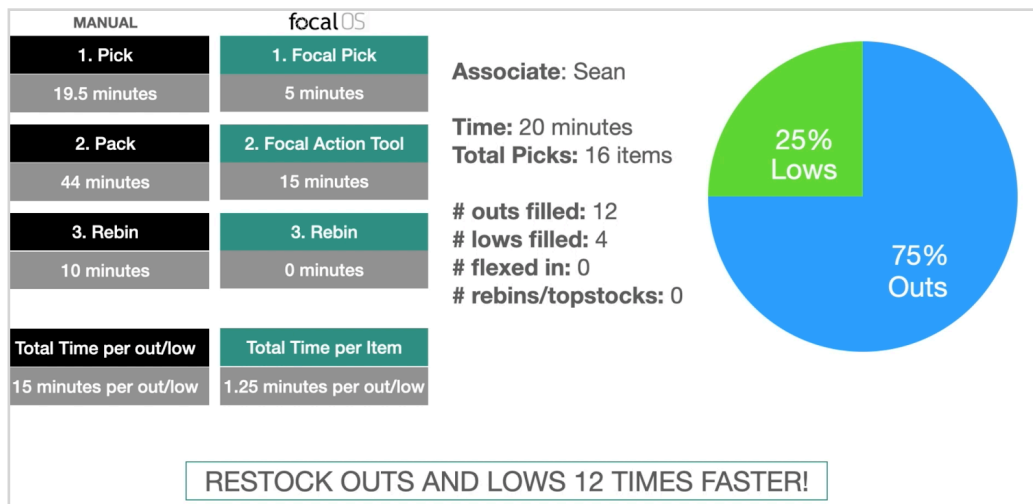 MANUAL
focalOS
1. Pick
1. Focal Pick
19.5 minutes
5 minutes
2. Pack
2. Focal Action Tool
44 minutes
15 minutes
3. Rebin
3. Rebin
10 minutes
0 minutes
Total Time per out/low
Total Time per Item
15 minutes per out/low
1.25 minutes per out/low
Associate: Sean
Time: 20 minutes
Total Picks: 16 items
# outs filled: 12
# lows filled: 4
# flexed in: 0
# rebins/topstocks: 0
25%
Lows
75%
Outs
RESTOCK OUTS AND LOWS 12 TIMES FASTER!